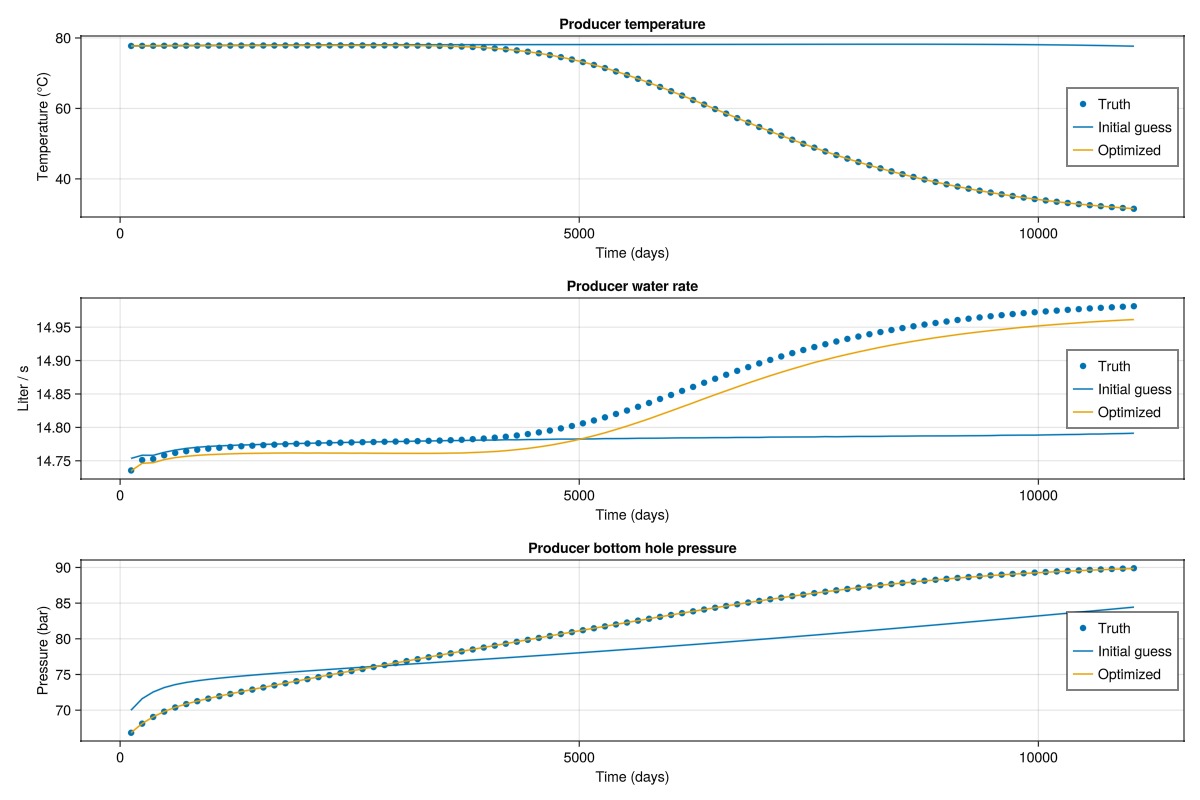 Producer temperature
80
60
40
Temperature (°C)
Truth
Initial guess
Optimized
0
5000
10000
Time (days)
Producer water rate
14.95
14.90
14.85
14.80
14.75
Liter / s
Truth
Initial guess
Optimized
0
5000
10000
Time (days)
Producer bottom hole pressure
90
85
80
75
70
Pressure (bar)
Truth
Initial guess
Optimized
0
5000
10000
Time (days)